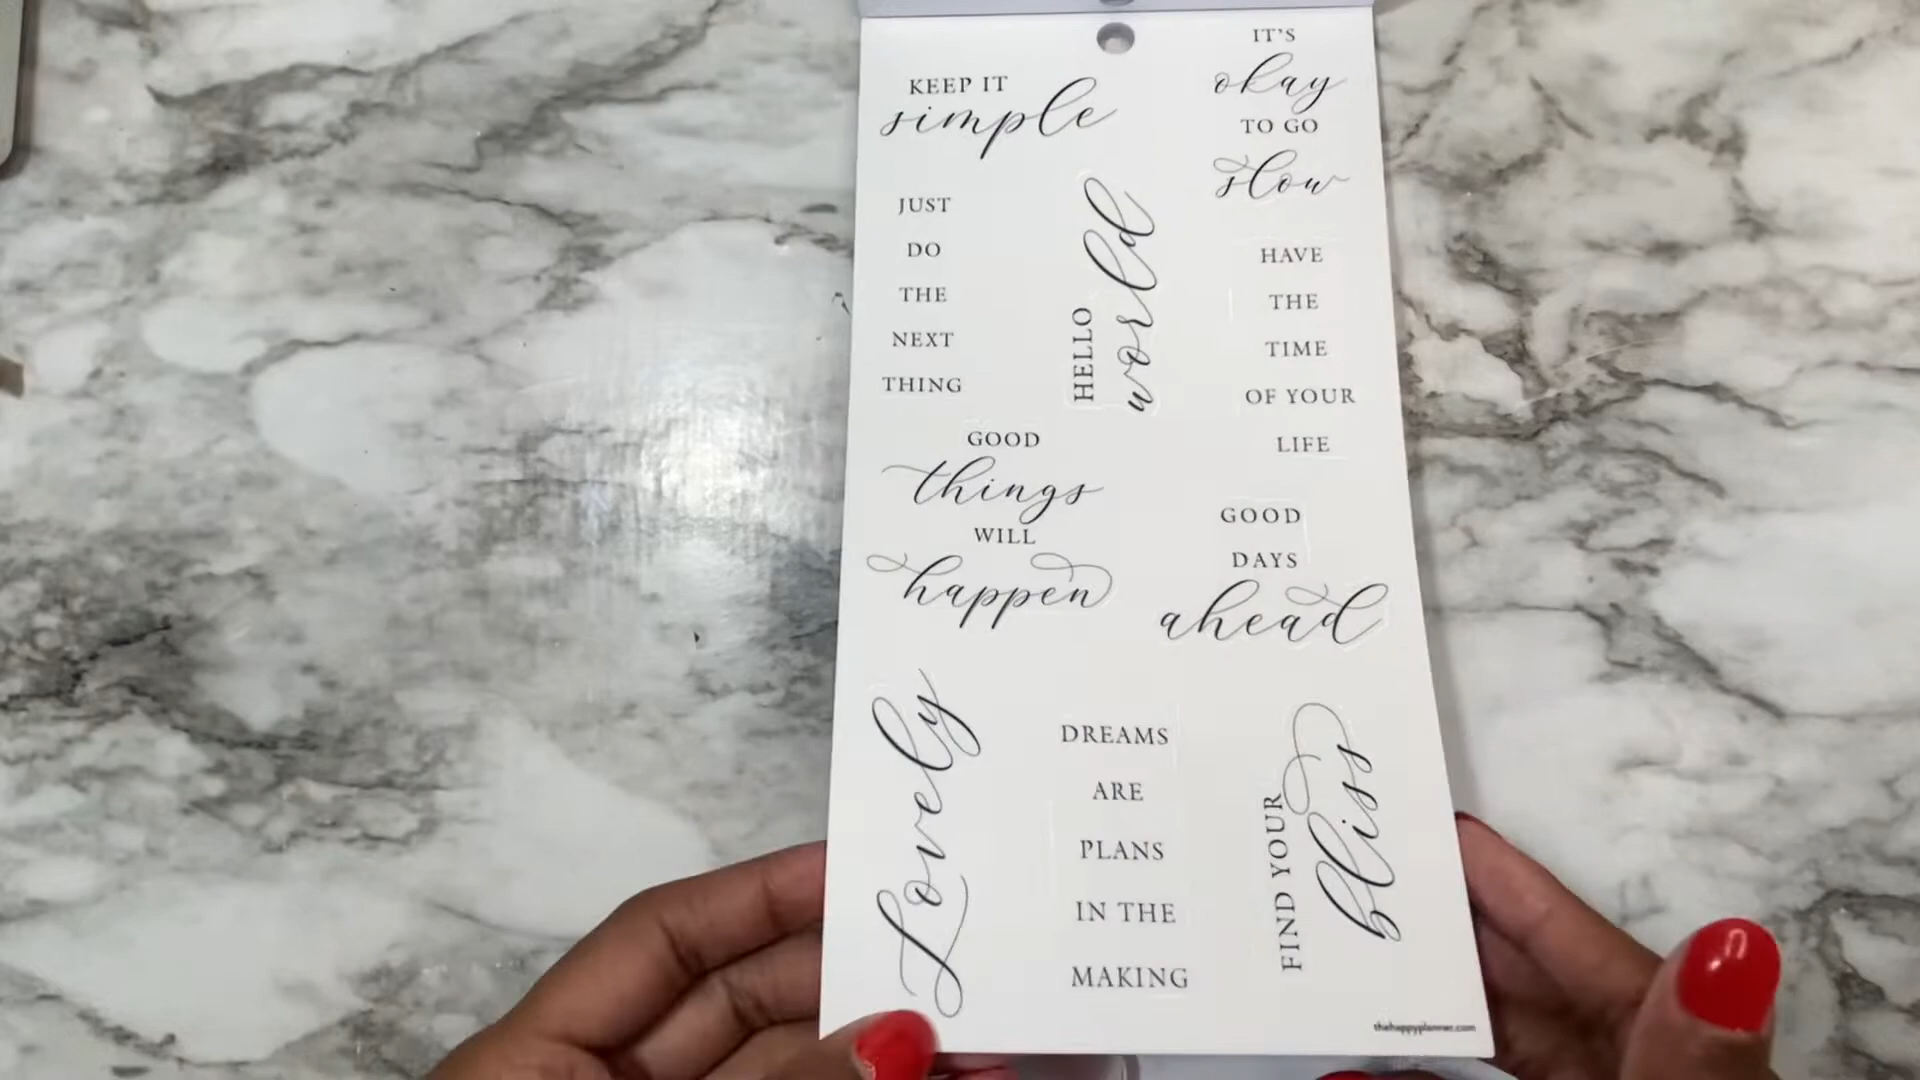 KEEP IT
simple
IT'S
okay
TO GO
slow
JUST
DO
THE
NEXT
THING
HELLO
world
HAVE
THE
TIME
OF YOUR
LIFE
GOOD
things
WILL
happen
GOOD
DAYS
ahead
Lovely
DREAMS
ARE
PLANS
IN THE
MAKING
FIND YOUR
bliss
thehappyplanner.com